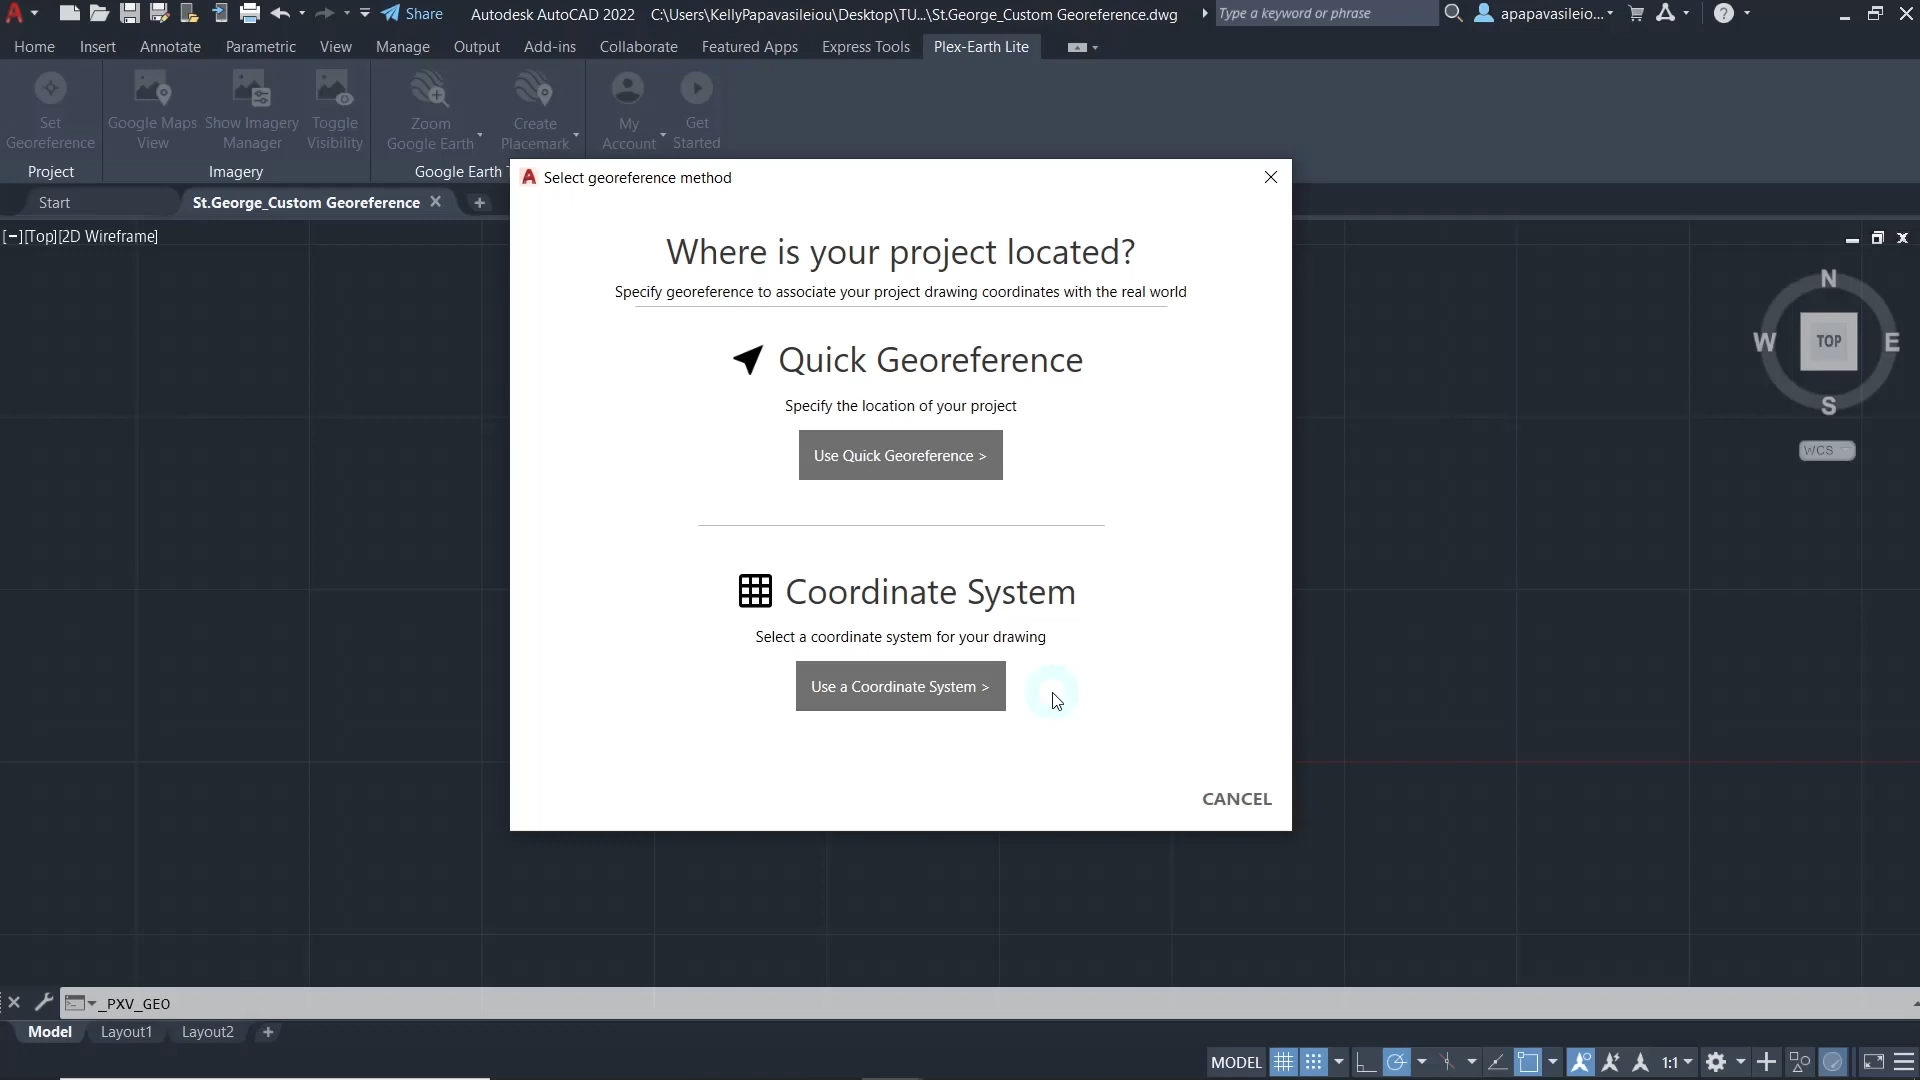 Share
Autodesk AutoCAD 2022 C:\Users\KellyPapavasileiou\Desktop\TU...\St.George_Custom Georeference.dwg
Type a keyword or phrase
apapavasileio...
Home Insert Annotate Parametric View Manage Output Add-ins Collaborate Featured Apps Express Tools Plex-Earth Lite
Set Georeference
Google Maps View
Show Imagery Manager
Toggle Visibility
Zoom Google Earth
Create Placemark
My Account
Get Started
Project Imagery Google Earth T
Start St.George_Custom Georeference
[−][Top][2D Wireframe]
Select georeference method
Where is your project located?
Specify georeference to associate your project drawing coordinates with the real world
Quick Georeference
Specify the location of your project
Use Quick Georeference >
Coordinate System
Select a coordinate system for your drawing
Use a Coordinate System >
CANCEL
N
W TOP E
S
WCS
_PXV_GEO
Model Layout1 Layout2
MODEL 1:1